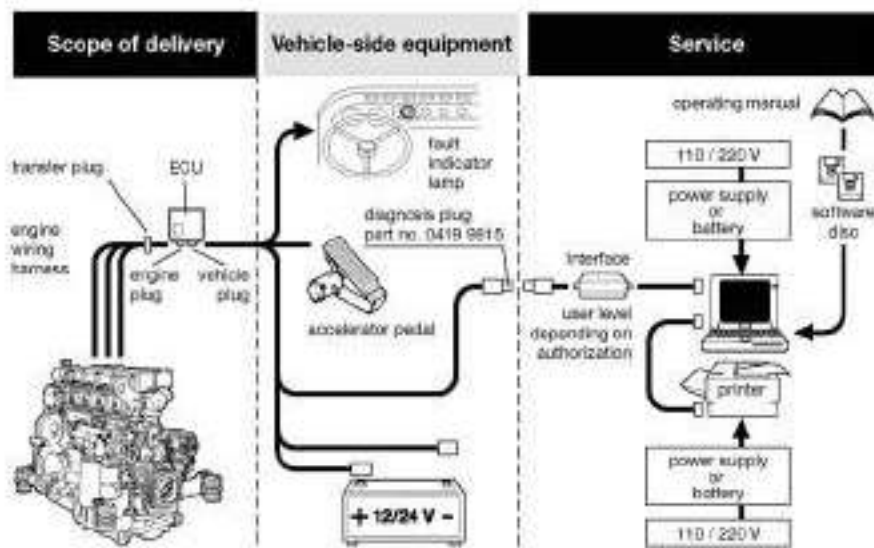 Scope of delivery
Vehicle-side equipment
Service
transfer plug
ECU
engine
wiring
harness
engine
plug
vehicle
plug
fault
indicator
lamp
diagnosis plug
part no. 0419 9615
accelerator pedal
+ 12/24 V -
operating manual
110 / 220 V
power supply
or
battery
software
disc
interface
user level
depending on
authorization
printer
power supply
or
battery
110 / 220 V